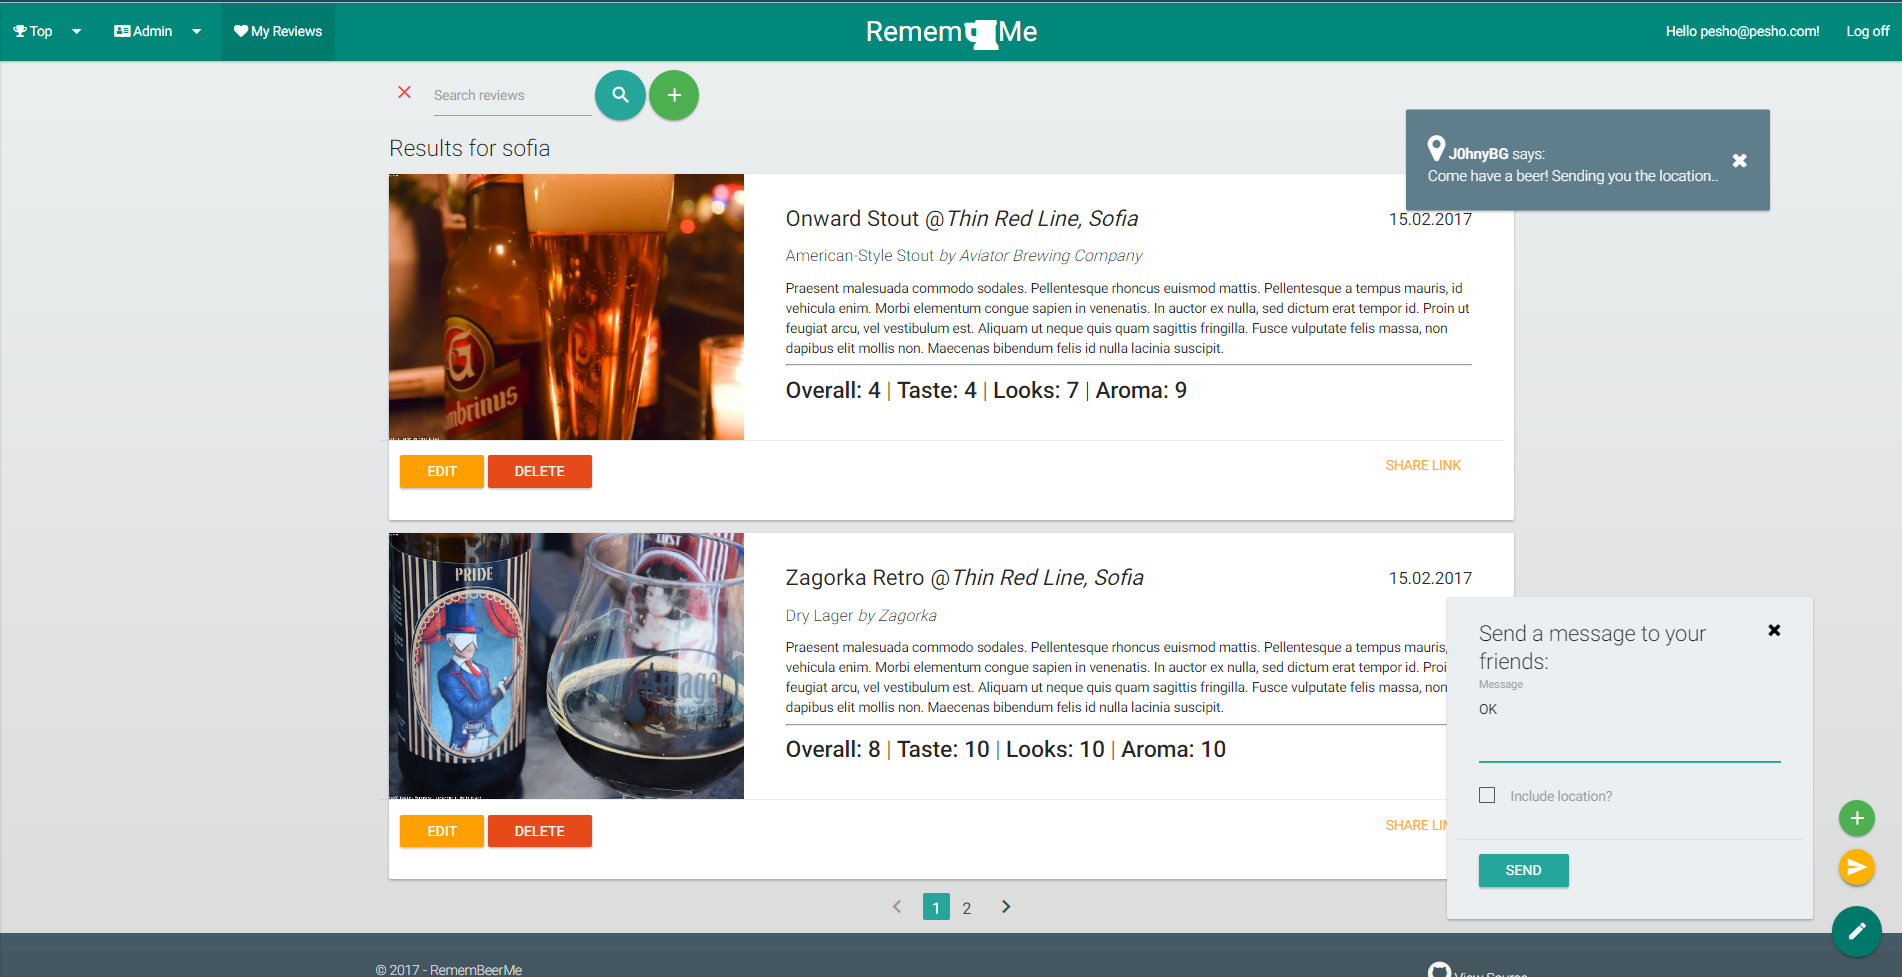 Top
Admin
My Reviews
Remem Me
Hello pesho@pesho.com!
Log off
Search reviews
Results for sofia
J0hnyBG says:
Come have a beer! Sending you the location..
Onward Stout @Thin Red Line, Sofia
15.02.2017
American-Style Stout by Aviator Brewing Company
Praesent malesuada commodo sodales. Pellentesque rhoncus euismod mattis. Pellentesque a tempus mauris, id
vehicula enim. Morbi elementum congue sapien in venenatis. In auctor ex nulla, sed dictum erat tempor id. Proin ut
feugiat arcu, vel vestibulum est. Aliquam ut neque quis quam sagittis fringilla. Fusce vulputate felis massa, non
dapibus elit mollis non. Maecenas bibendum felis id nulla lacinia suscipit.
Overall: 4 | Taste: 4 | Looks: 7 | Aroma: 9
G
mbrinus
EDIT
DELETE
SHARE LINK
PRIDE
Zagorka Retro @Thin Red Line, Sofia
15.02.2017
Dry Lager by Zagorka
Praesent malesuada commodo sodales. Pellentesque rhoncus euismod mattis. Pellentesque a tempus mauris,
vehicula enim. Morbi elementum congue sapien in venenatis. In auctor ex nulla, sed dictum erat tempor id. Proi
feugiat arcu, vel vestibulum est. Aliquam ut neque quis quam sagittis fringilla. Fusce vulputate felis massa, non
dapibus elit mollis non. Maecenas bibendum felis id nulla lacinia suscipit.
Overall: 8 | Taste: 10 | Looks: 10 | Aroma: 10
EDIT
DELETE
SHARE LIN
Send a message to your
friends:
Message
OK
Include location?
SEND
1 2
© 2017 - RememBeerMe
View Source